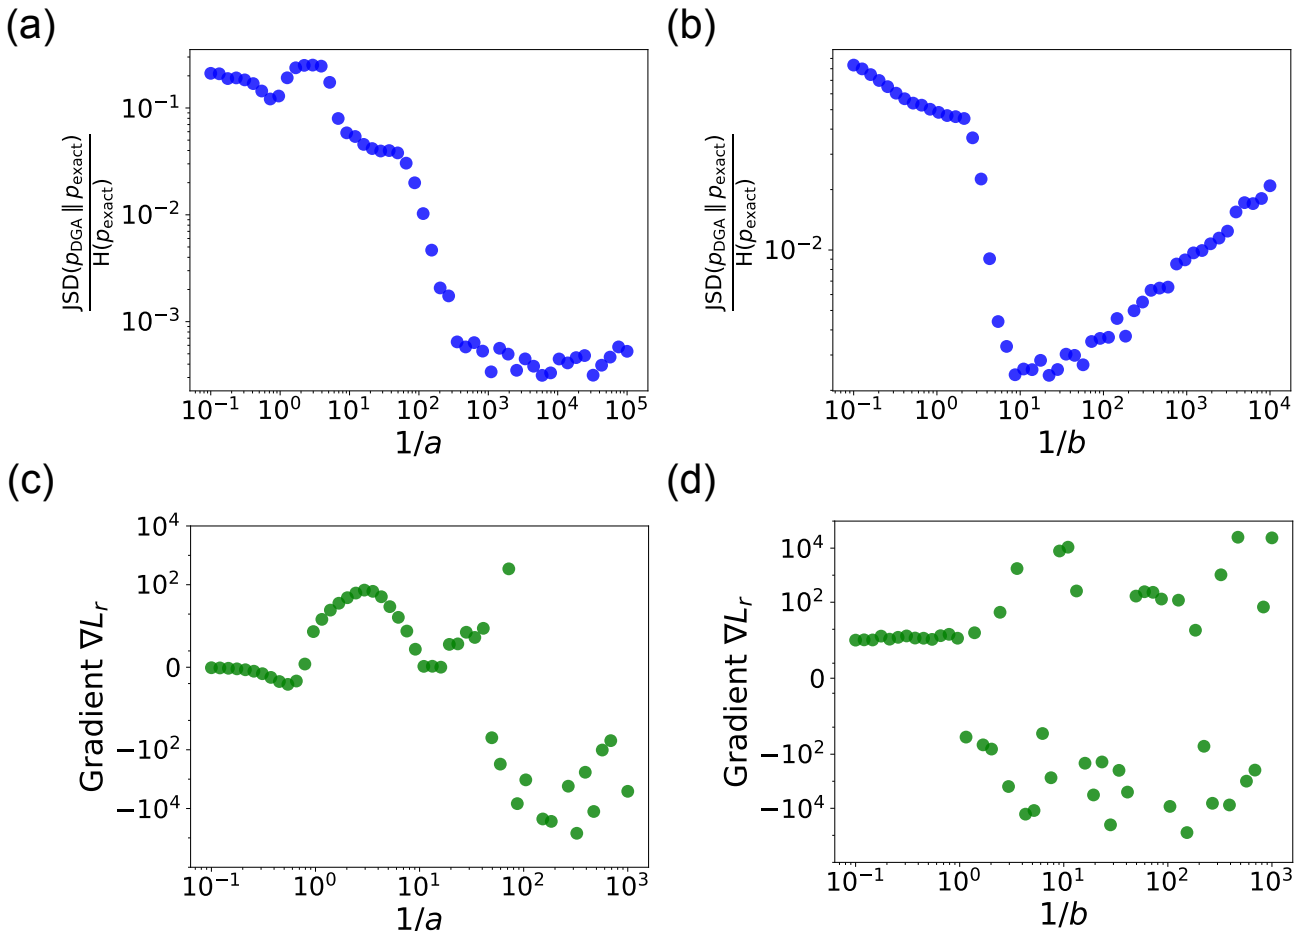 (a)
JSD(p_DGA ∥ p_exact)
H(p_exact)
10^−1
10^−2
10^−3
10^−1 10^0 10^1 10^2 10^3 10^4 10^5
1/a
(b)
JSD(p_DGA ∥ p_exact)
H(p_exact)
10^−2
10^−1 10^0 10^1 10^2 10^3 10^4
1/b
(c)
Gradient ∇L_r
10^4
10^2
0
−10^2
−10^4
10^−1 10^0 10^1 10^2 10^3
1/a
(d)
Gradient ∇L_r
10^4
10^2
0
−10^2
−10^4
10^−1 10^0 10^1 10^2 10^3
1/b